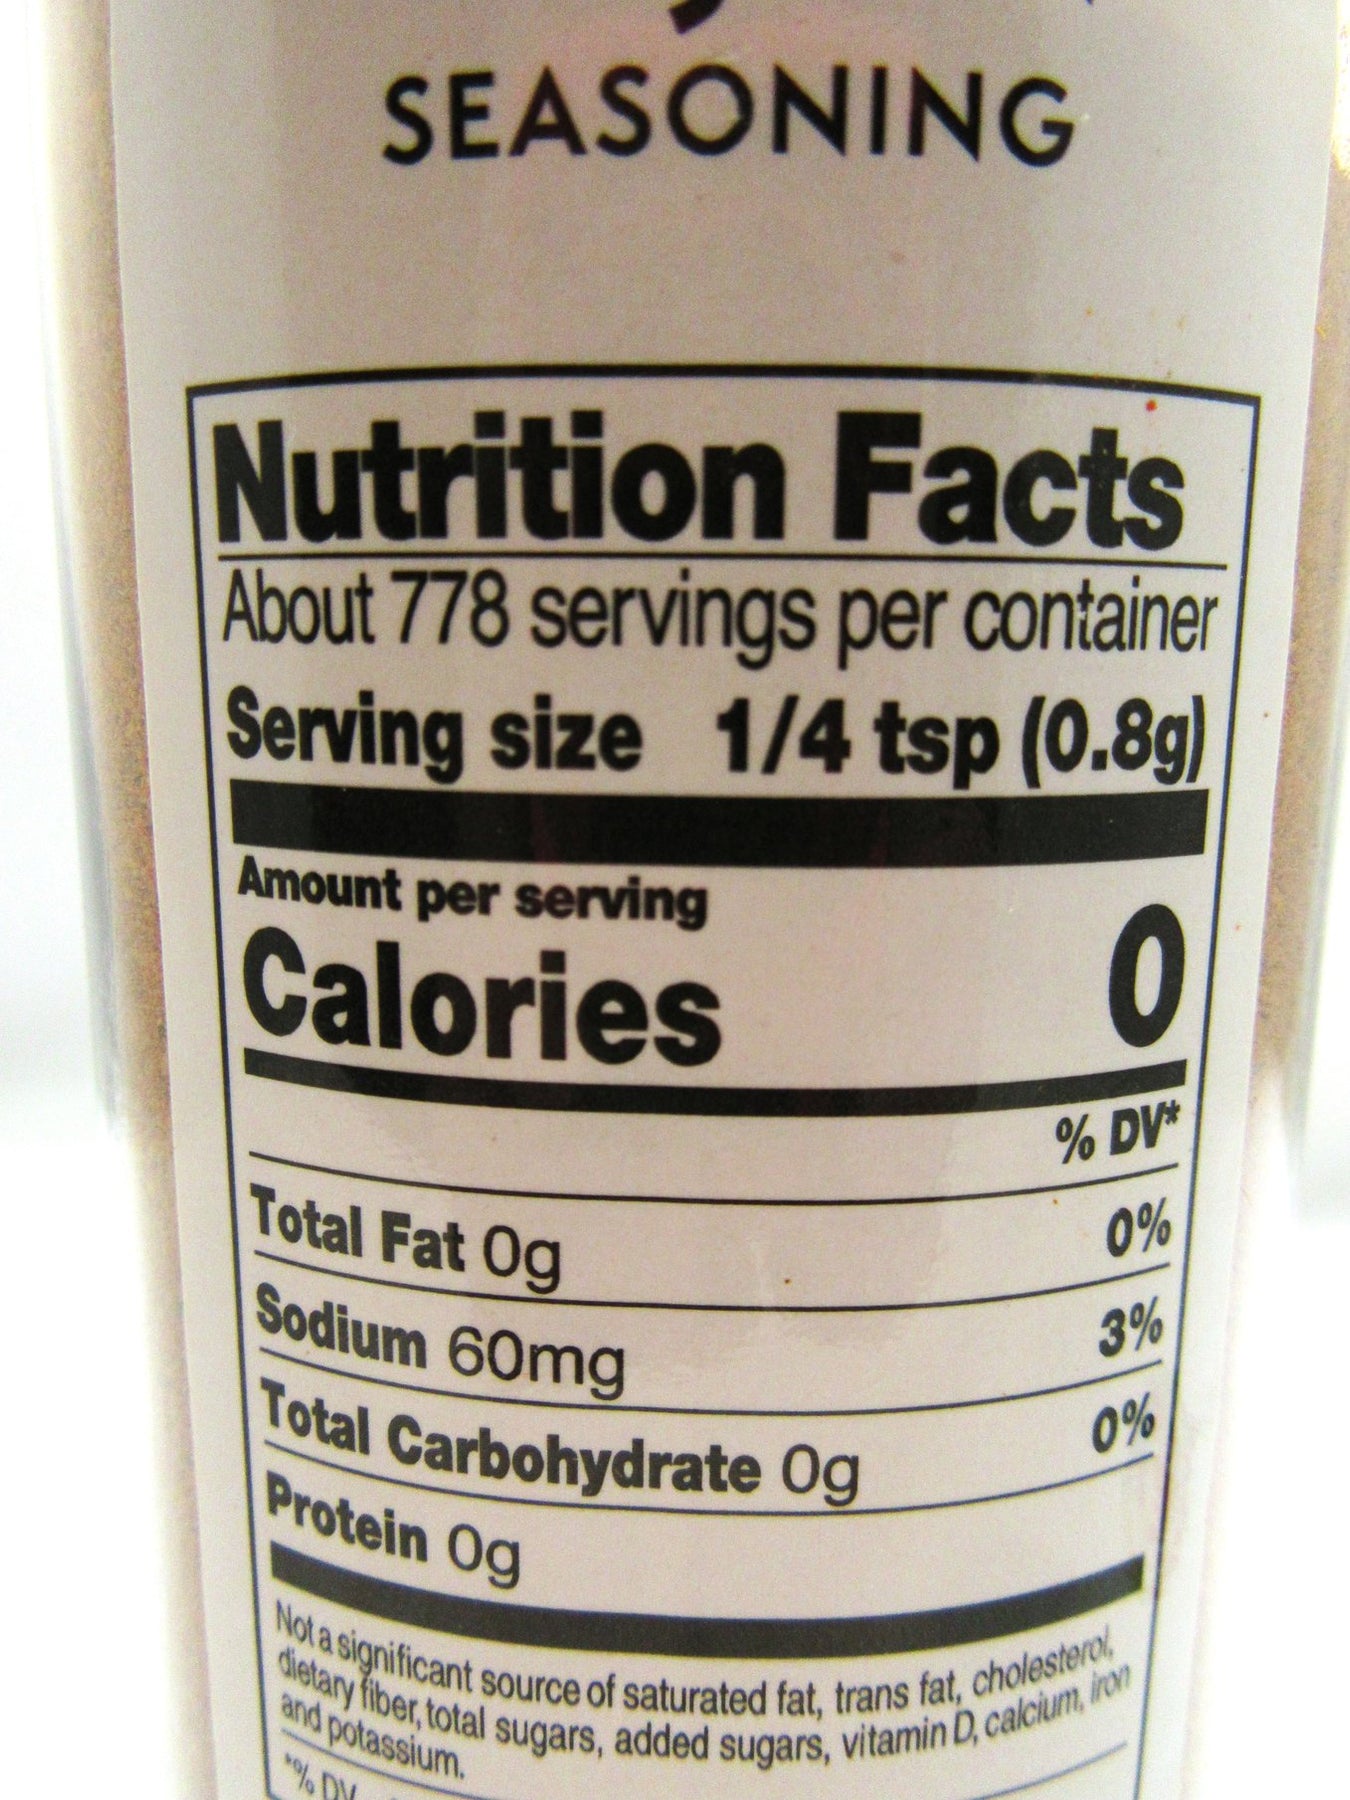 SEASONING
Nutrition Facts
About 778 servings per container
Serving size 1/4 tsp (0.8g)
Amount per serving
Calories 0
% DV*
Total Fat 0g 0%
Sodium 60mg 3%
Total Carbohydrate 0g 0%
Protein 0g
Not a significant source of saturated fat, trans fat, cholesterol,
dietary fiber, total sugars, added sugars, vitamin D, calcium, iron
and potassium.
*% DV